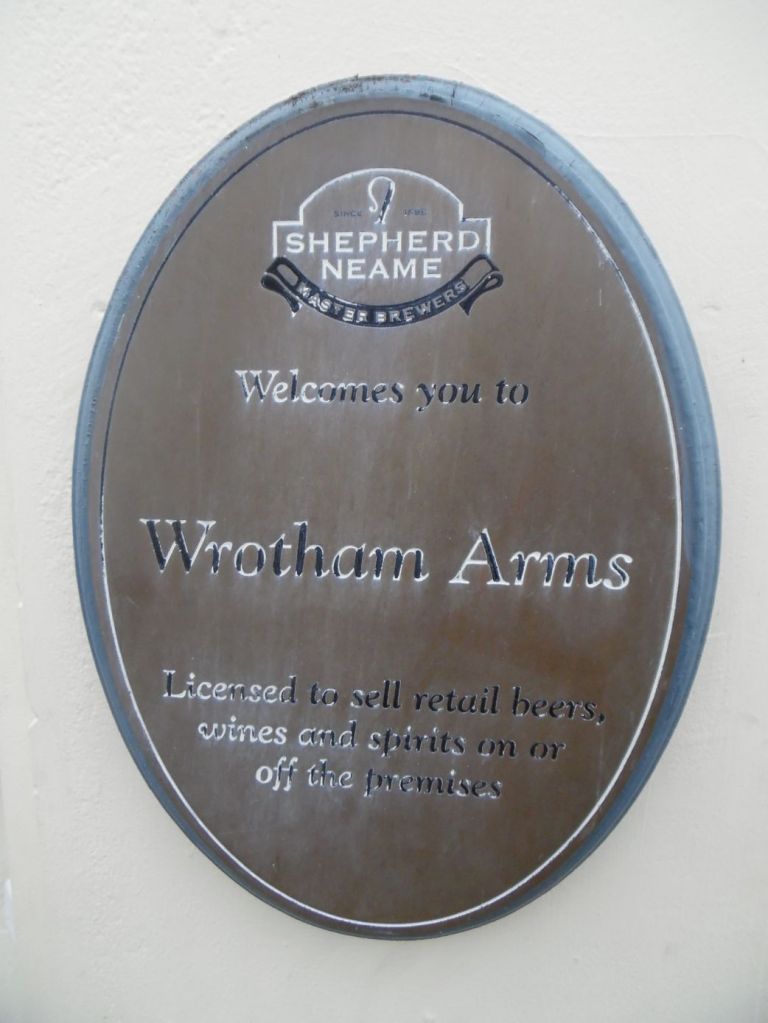 SINCE 1698
SHEPHERD
NEAME
MASTER BREWERS
Welcomes you to
Wrotham Arms
Licensed to sell retail beers,
wines and spirits on or
off the premises